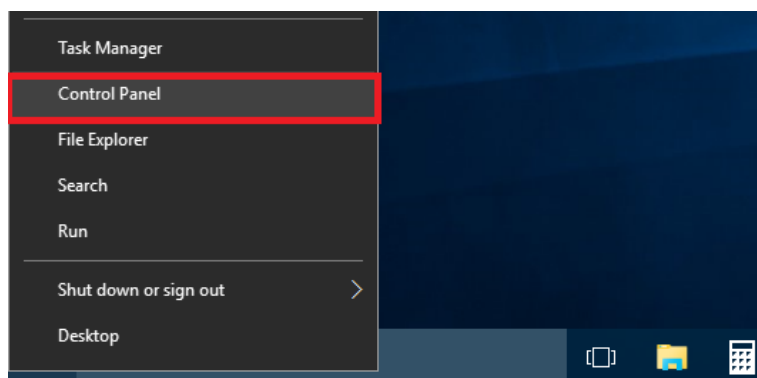 Task Manager
Control Panel
File Explorer
Search
Run
Shut down or sign out
Desktop